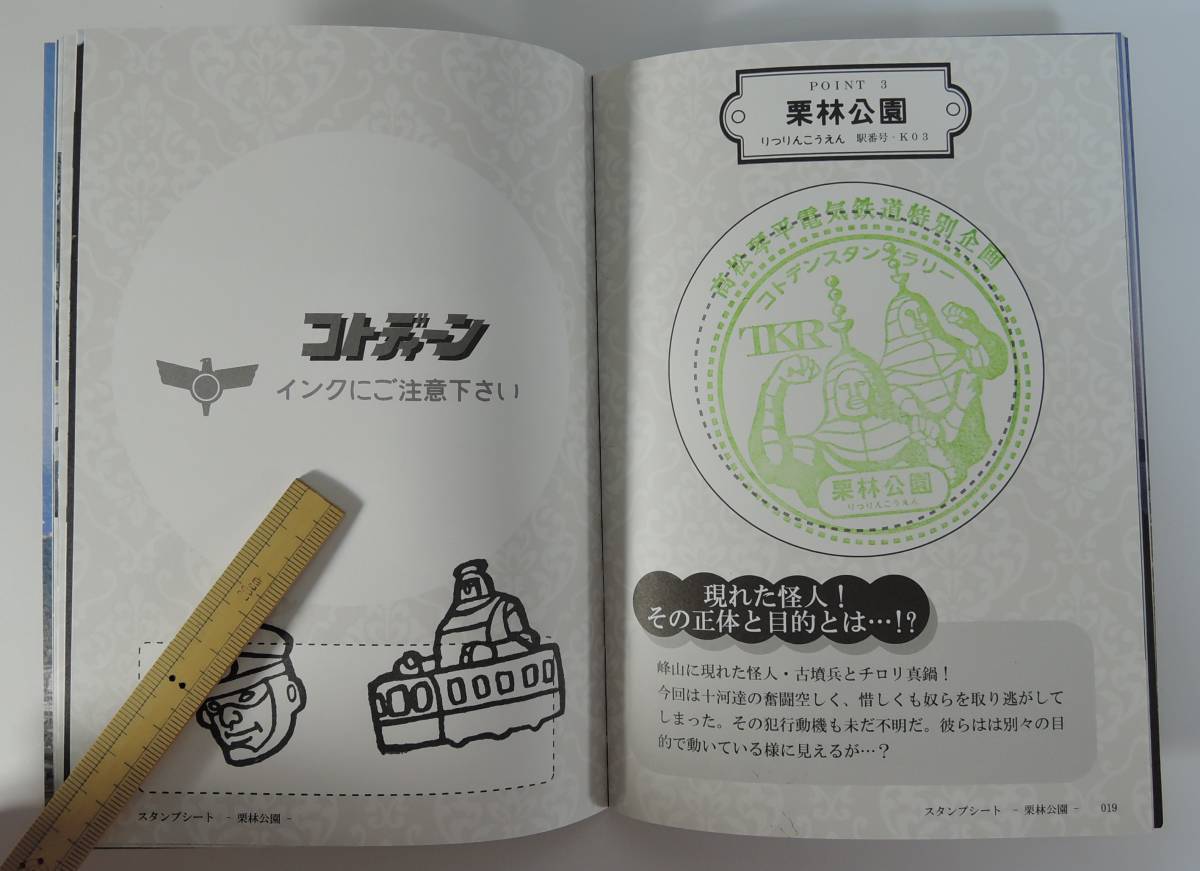 コトディーン
インクにご注意下さい
スタンプシート - 栗林公園 -
POINT 3
栗林公園
りつりんこうえん 駅番号 - K03
高松琴平電気鉄道特別企画
コトデンスタンプラリー
TKR
栗林公園
りつりんこうえん
現れた怪人!
その正体と目的とは…!?
峰山に現れた怪人・古墳兵とチロリ真鍋!
今回は十河達の奮闘空しく、惜しくも奴らを取り逃がして
しまった。その犯行動機も未だ不明だ。彼らはは別々の目
的で動いている様に見えるが…?
スタンプシート - 栗林公園 - 019